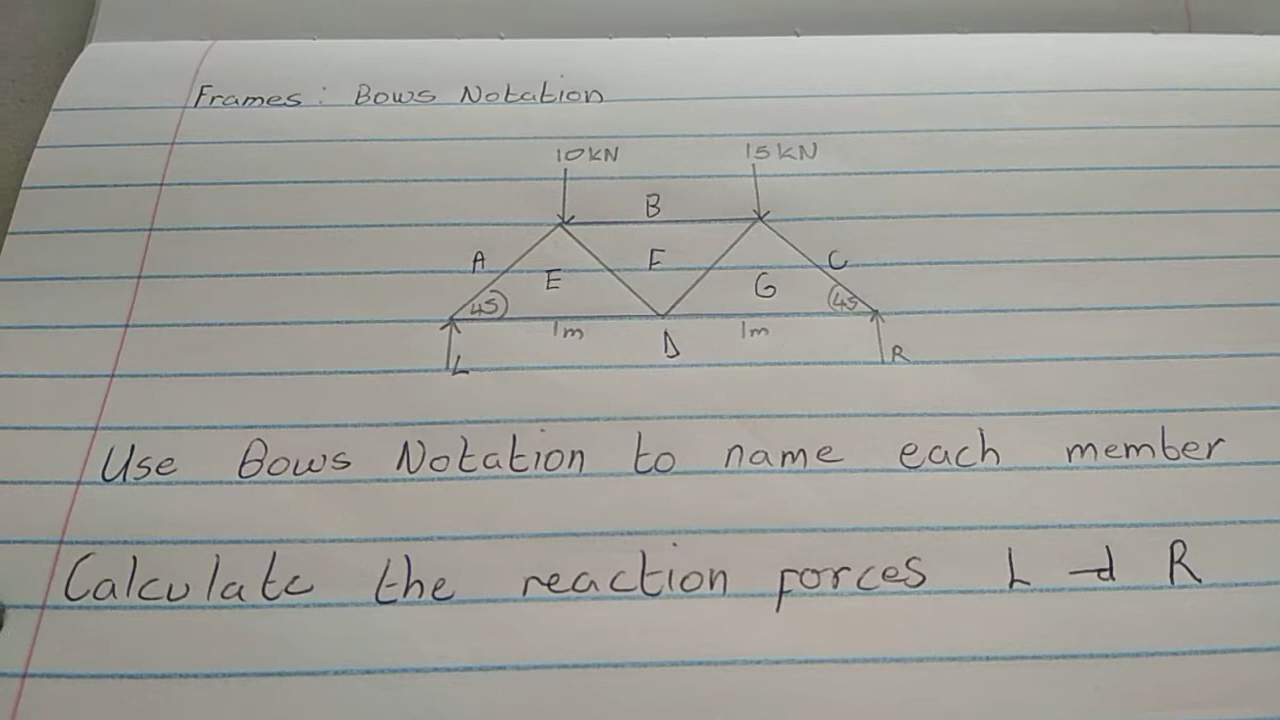 Frames: Bows Notation
10KN 15KN
B
A E F G C
45 45
1m D 1m
L R
Use Bows Notation to name each member
Calculate the reaction forces L d R